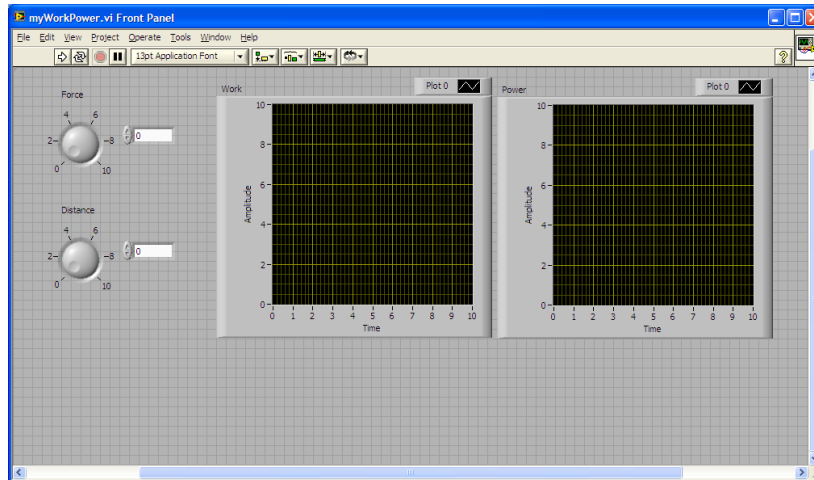 myWorkPower.vi Front Panel
File Edit View Project Operate Tools Window Help
13pt Application Font
?
Force
4 6
2 8
0 10
0
Distance
4 6
2 8
0 10
0
Work
Plot 0
10
8
6
4
2
0
Amplitude
0 1 2 3 4 5 6 7 8 9 10
Time
Power
Plot 0
10
8
6
4
2
0
Amplitude
0 1 2 3 4 5 6 7 8 9 10
Time